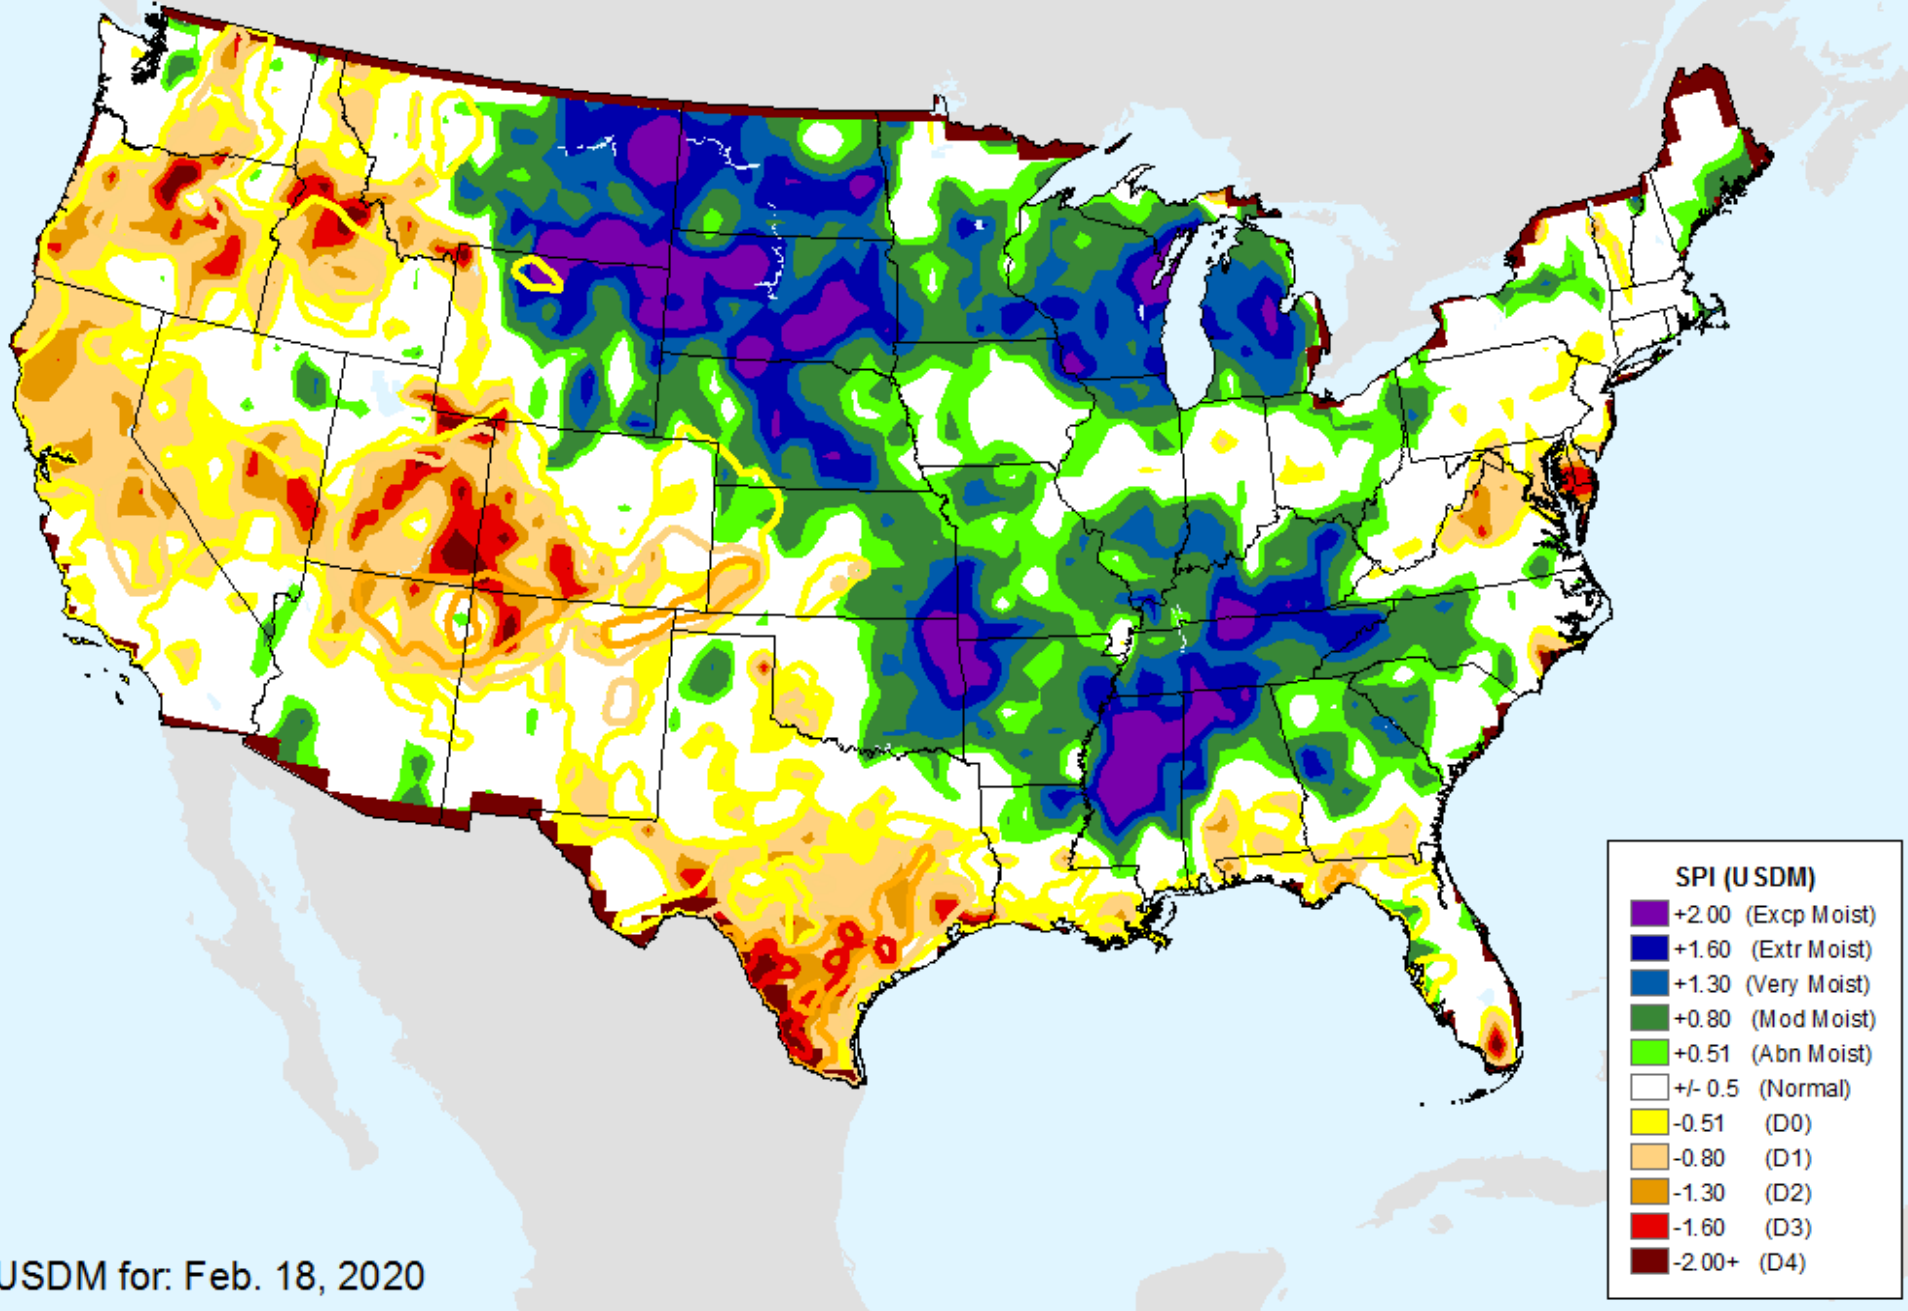 SPI (USDM)
+2.00 (Excp Moist)
+1.60 (Extr Moist)
+1.30 (Very Moist)
+0.80 (Mod Moist)
+0.51 (Abn Moist)
+/- 0.5 (Normal)
-0.51 (D0)
-0.80 (D1)
-1.30 (D2)
-1.60 (D3)
-2.00+ (D4)
USDM for: Feb. 18, 2020